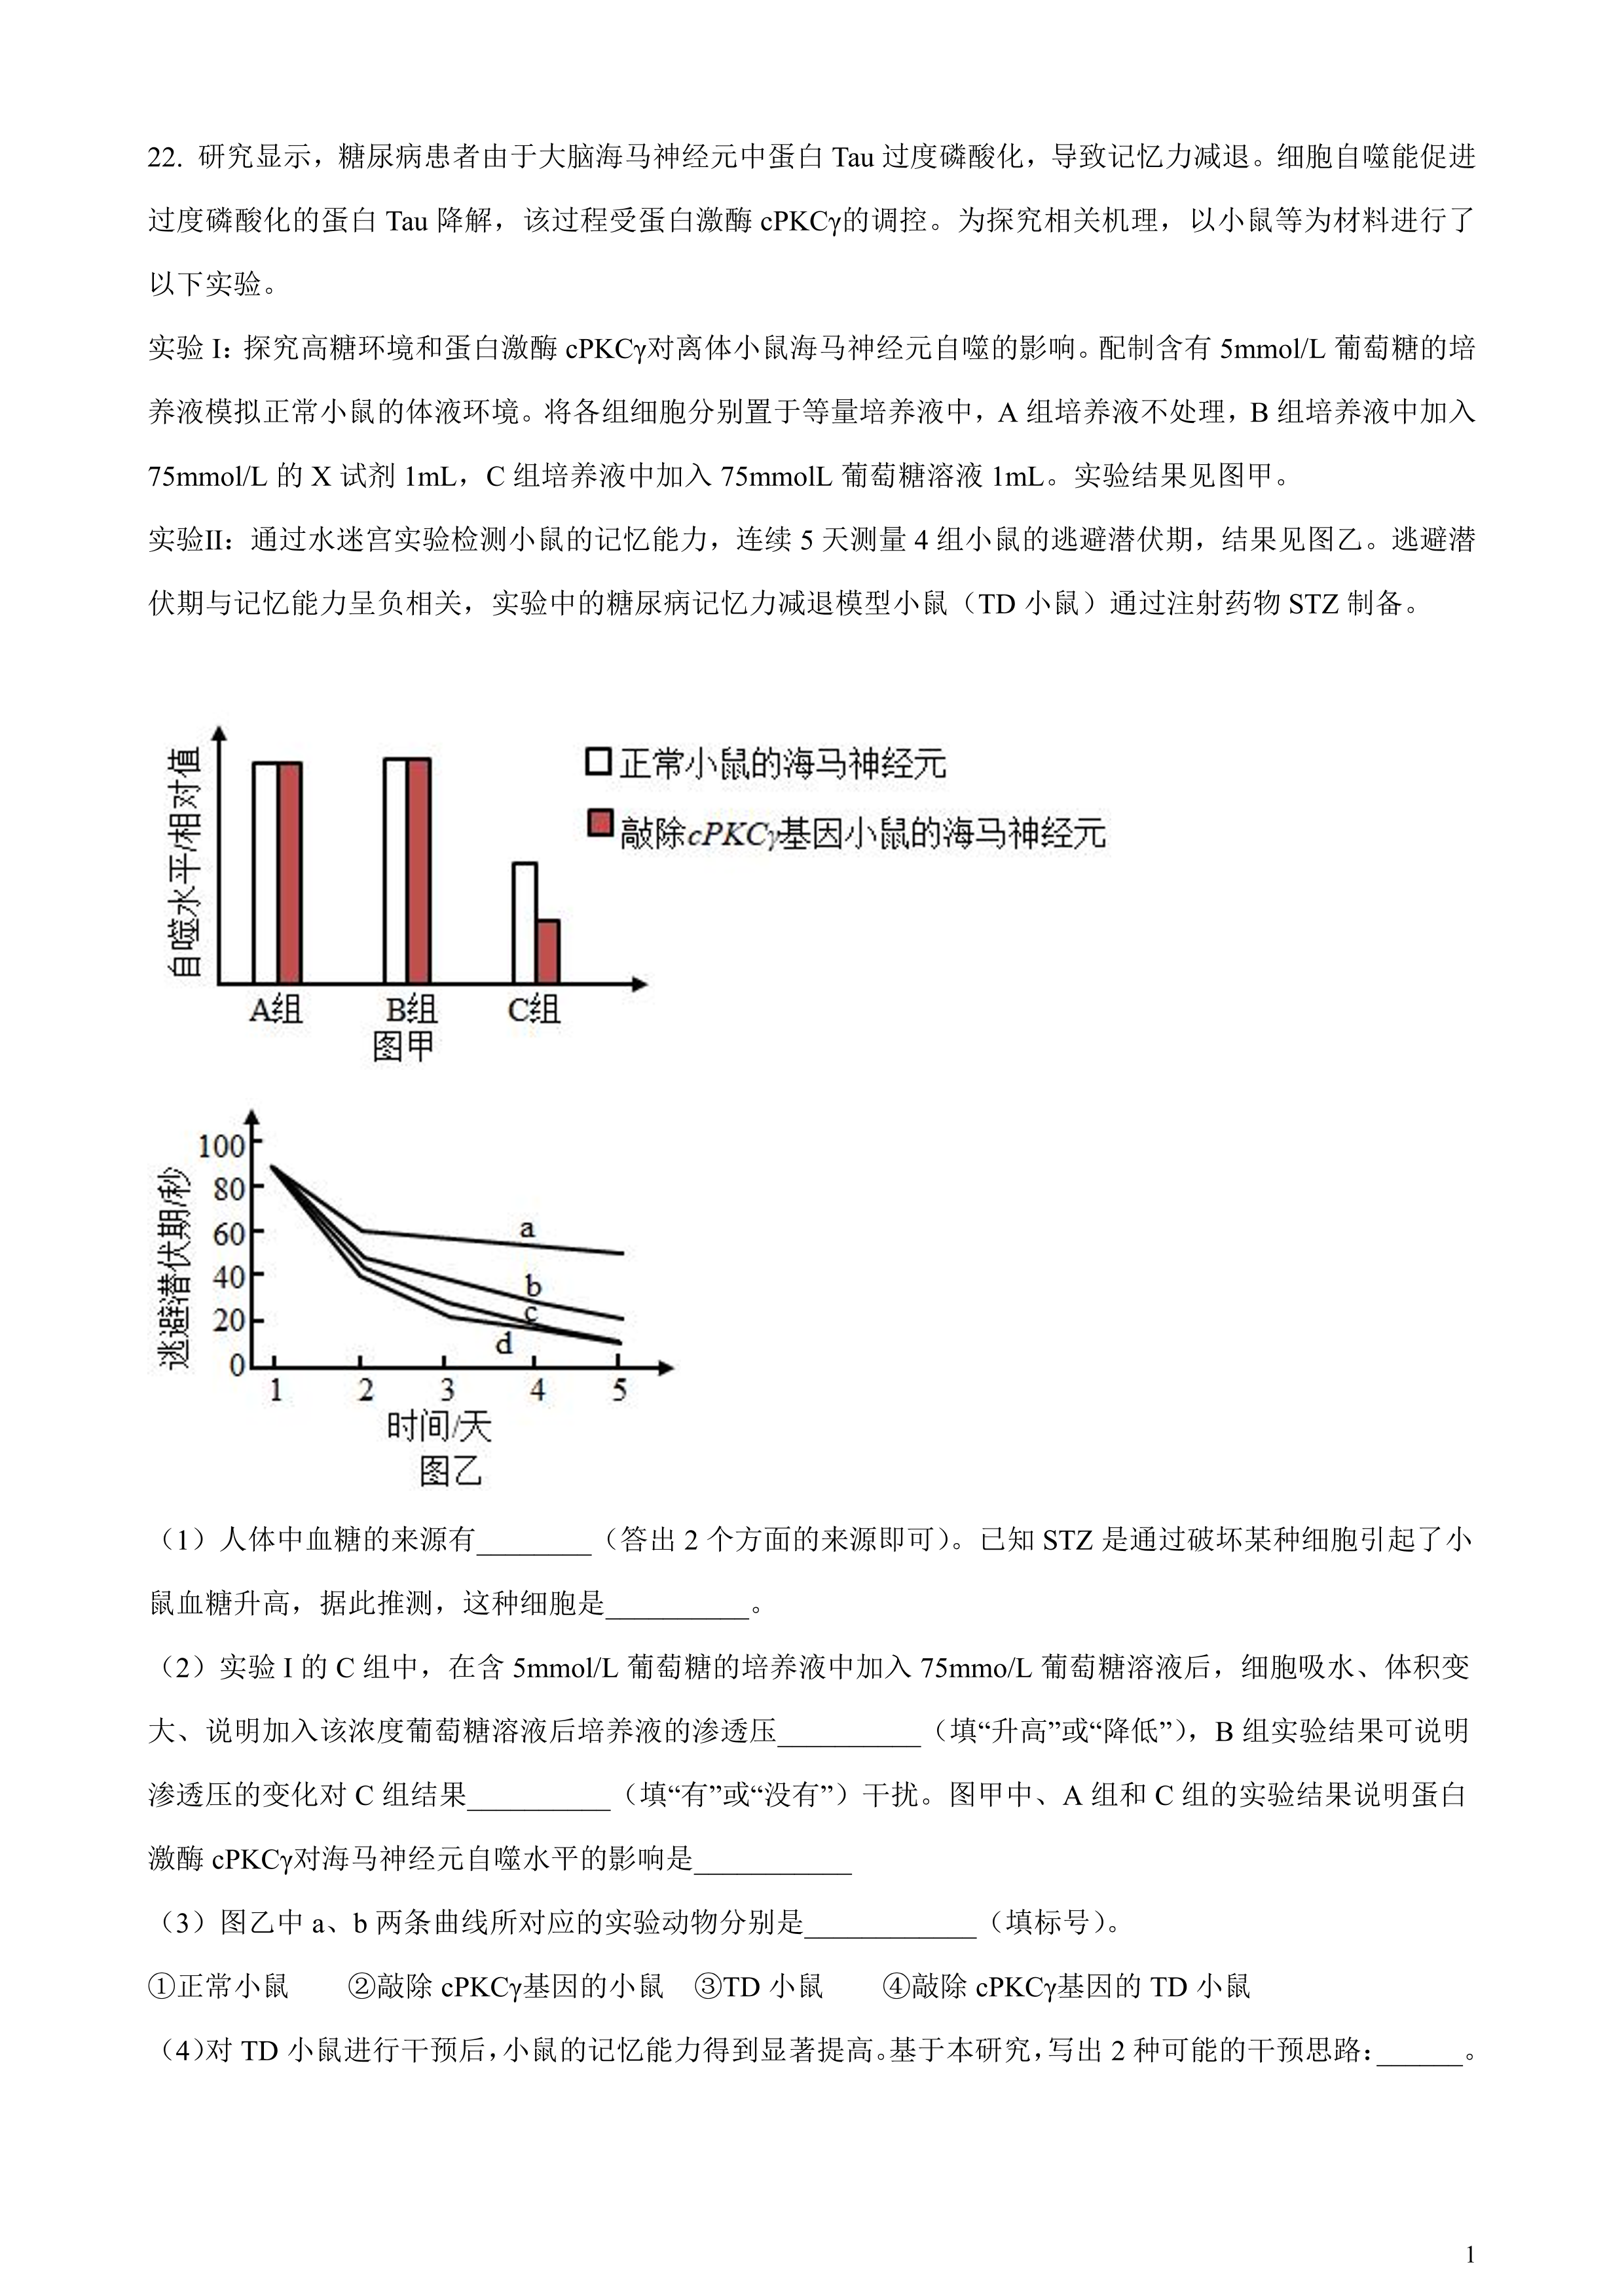 22. 研究显示，糖尿病患者由于大脑海马神经元中蛋白 Tau 过度磷酸化，导致记忆力减退。细胞自噬能促进
过度磷酸化的蛋白 Tau 降解，该过程受蛋白激酶 cPKCγ的调控。为探究相关机理，以小鼠等为材料进行了
以下实验。
实验 I：探究高糖环境和蛋白激酶 cPKCγ对离体小鼠海马神经元自噬的影响。配制含有 5mmol/L 葡萄糖的培
养液模拟正常小鼠的体液环境。将各组细胞分别置于等量培养液中，A 组培养液不处理，B 组培养液中加入
75mmol/L 的 X 试剂 1mL，C 组培养液中加入 75mmolL 葡萄糖溶液 1mL。实验结果见图甲。
实验II：通过水迷宫实验检测小鼠的记忆能力，连续 5 天测量 4 组小鼠的逃避潜伏期，结果见图乙。逃避潜
伏期与记忆能力呈负相关，实验中的糖尿病记忆力减退模型小鼠（TD 小鼠）通过注射药物 STZ 制备。
自噬水平/相对值
正常小鼠的海马神经元
敲除cPKCγ基因小鼠的海马神经元
A组 B组 C组
图甲
逃避潜伏期/秒
100
80
60
40
20
0
a
b
c
d
1 2 3 4 5
时间/天
图乙
（1）人体中血糖的来源有________（答出 2 个方面的来源即可）。已知 STZ 是通过破坏某种细胞引起了小
鼠血糖升高，据此推测，这种细胞是__________。
（2）实验 I 的 C 组中，在含 5mmol/L 葡萄糖的培养液中加入 75mmo/L 葡萄糖溶液后，细胞吸水、体积变
大、说明加入该浓度葡萄糖溶液后培养液的渗透压__________（填“升高”或“降低”），B 组实验结果可说明
渗透压的变化对 C 组结果__________（填“有”或“没有”）干扰。图甲中、A 组和 C 组的实验结果说明蛋白
激酶 cPKCγ对海马神经元自噬水平的影响是___________
（3）图乙中 a、b 两条曲线所对应的实验动物分别是____________（填标号）。
①正常小鼠 ②敲除 cPKCγ基因的小鼠 ③TD 小鼠 ④敲除 cPKCγ基因的 TD 小鼠
（4）对 TD 小鼠进行干预后，小鼠的记忆能力得到显著提高。基于本研究，写出 2 种可能的干预思路：______。
1